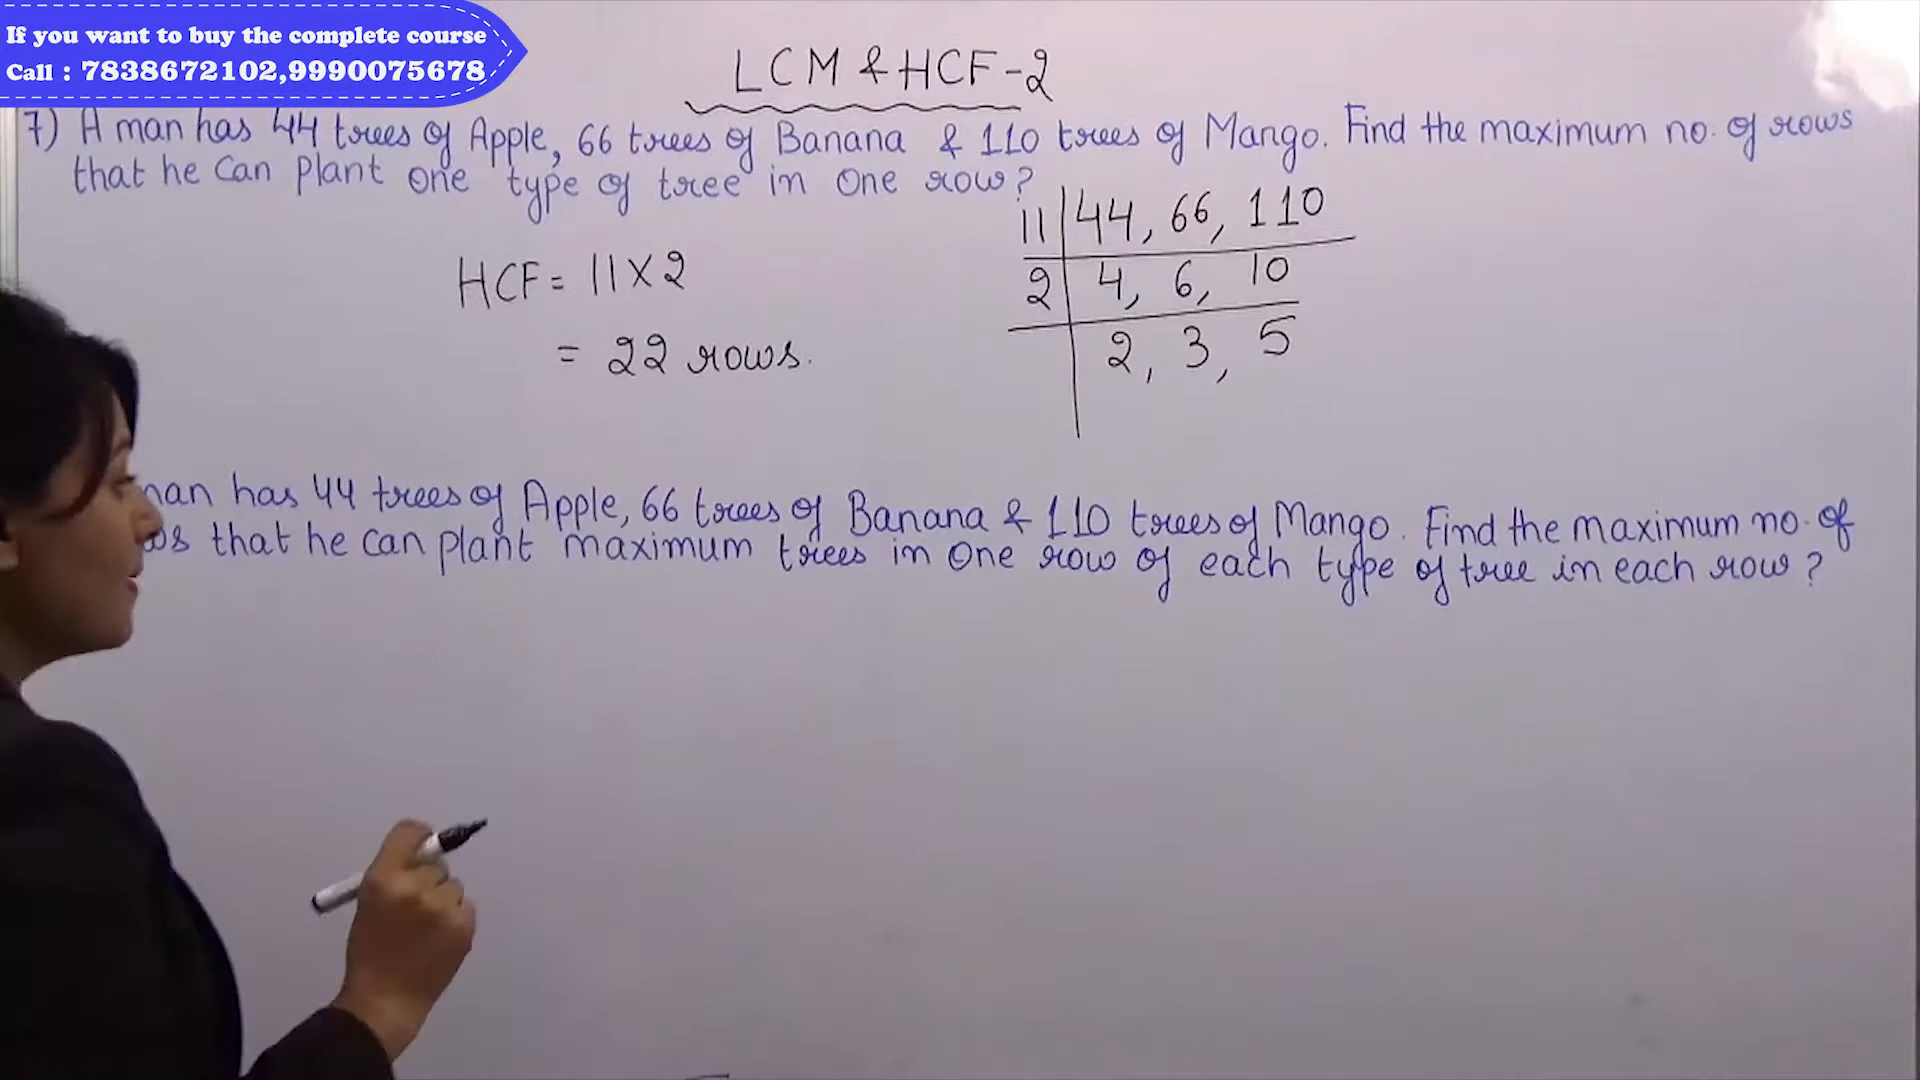 If you want to buy the complete course
Call : 7838672102,9990075678
LCM & HCF-2
7) A man has 44 trees of Apple, 66 trees of Banana & 110 trees of Mango. Find the maximum no. of rows
that he can plant one type of tree in one row?
11 | 44, 66, 110
HCF = 11 X 2
2 | 4, 6, 10
= 22 rows.
2, 3, 5
man has 44 trees of Apple, 66 trees of Banana & 110 trees of Mango. Find the maximum no. of
that he can plant maximum trees in one row of each type of tree in each row?